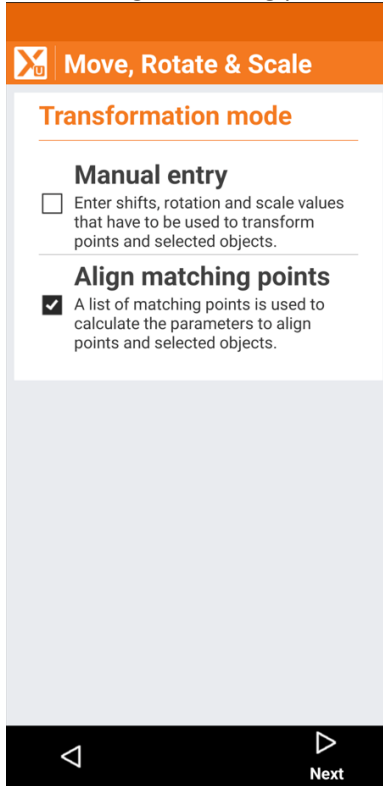 Xu Move, Rotate & Scale
Transformation mode
Manual entry
Enter shifts, rotation and scale values
that have to be used to transform
points and selected objects.
Align matching points
A list of matching points is used to
calculate the parameters to align
points and selected objects.
Next